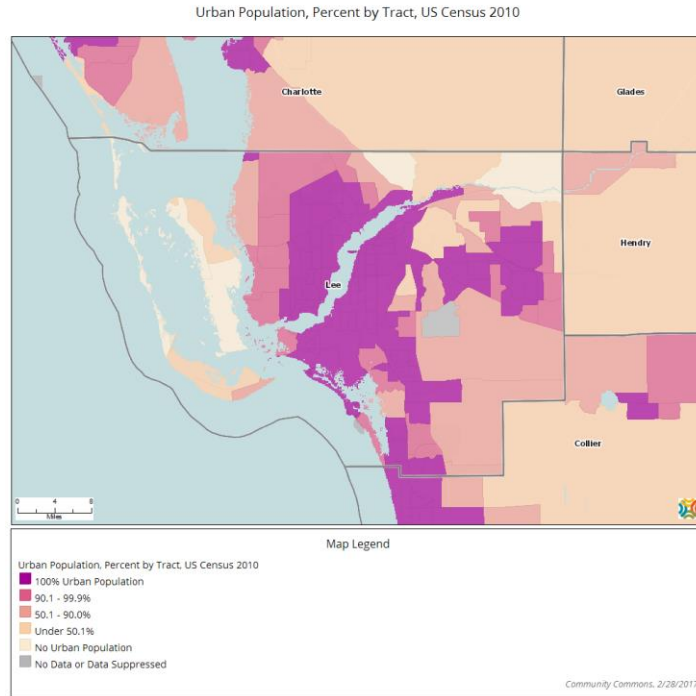 Urban Population, Percent by Tract, US Census 2010
Charlotte
Glades
Hendry
Lee
Collier
0 4 8
Miles
Map Legend
Urban Population, Percent by Tract, US Census 2010
100% Urban Population
90.1 - 99.9%
50.1 - 90.0%
Under 50.1%
No Urban Population
No Data or Data Suppressed
Community Commons, 2/28/2017